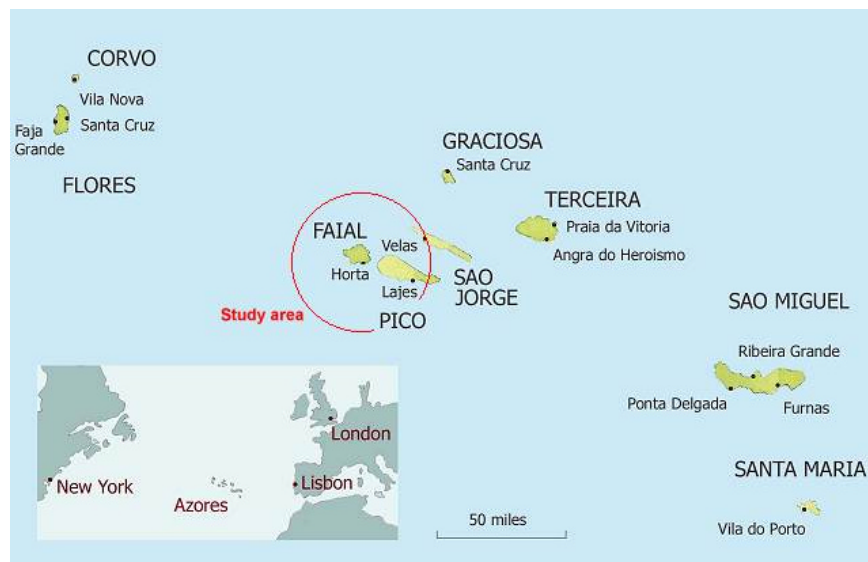 CORVO
Vila Nova
Faja
Grande
Santa Cruz
FLORES
GRACIOSA
Santa Cruz
TERCEIRA
Praia da Vitoria
Angra do Heroismo
FAIAL
Velas
Horta
Lajes
SAO
JORGE
PICO
Study area
SAO MIGUEL
Ribeira Grande
Ponta Delgada
Furnas
SANTA MARIA
Vila do Porto
50 miles
London
New York
Azores
Lisbon